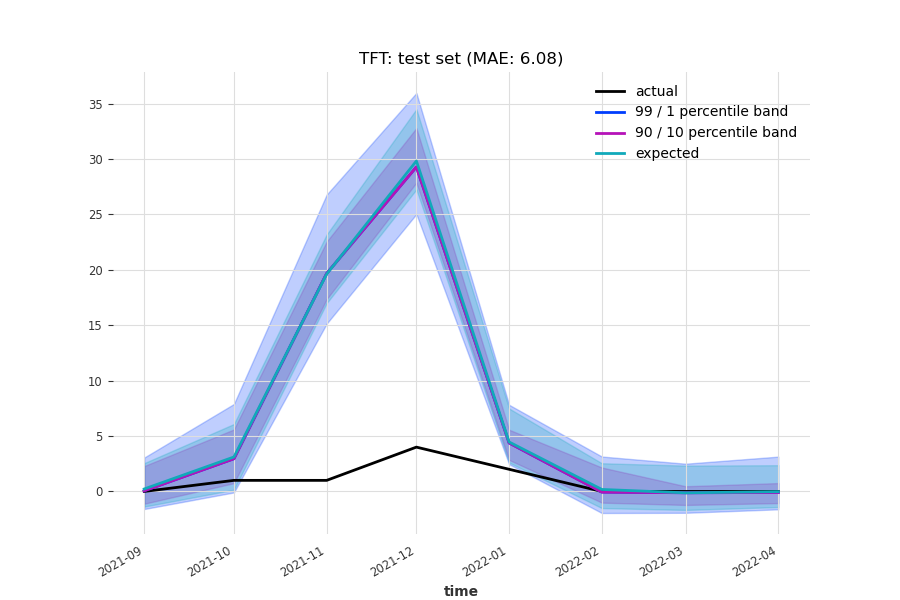 TFT: test set (MAE: 6.08)
actual
99 / 1 percentile band
90 / 10 percentile band
expected
35
30
25
20
15
10
5
0
2021-09
2021-10
2021-11
2021-12
2022-01
2022-02
2022-03
2022-04
time